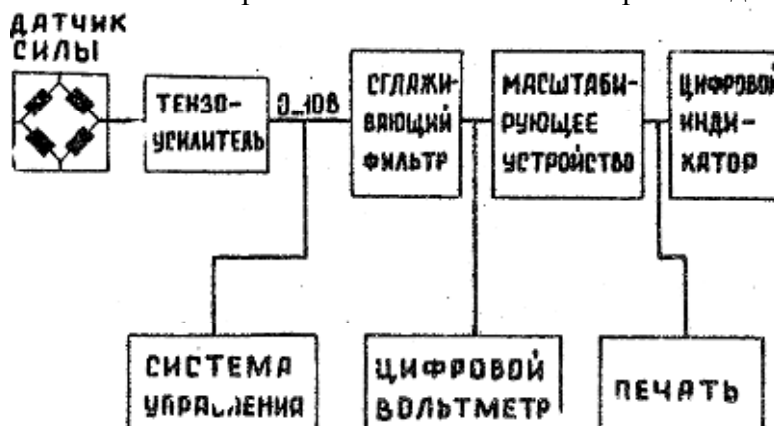 ДАТЧИК
СИЛЫ
ТЕНЗО-
УСИЛИТЕЛЬ
0...10В
СГЛАЖИ-
ВАЮЩИЙ
ФИЛЬТР
МАСШТАБИ-
РУЮЩЕЕ
УСТРОЙСТВО
ЦИФРОВОЙ
ИНДИ-
КАТОР
СИСТЕМА
УПРАВЛЕНИЯ
ЦИФРОВОЙ
ВОЛЬТМЕТР
ПЕЧАТЬ